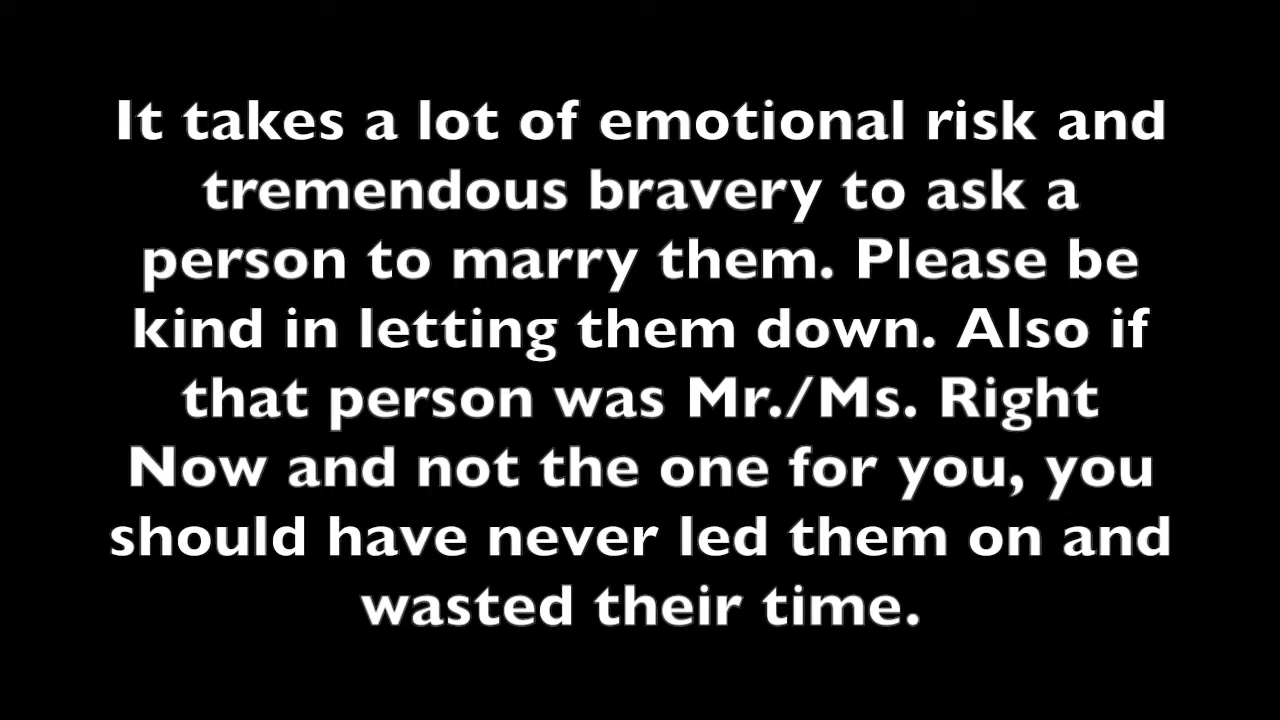 It takes a lot of emotional risk and
tremendous bravery to ask a
person to marry them. Please be
kind in letting them down. Also if
that person was Mr./Ms. Right
Now and not the one for you, you
should have never led them on and
wasted their time.